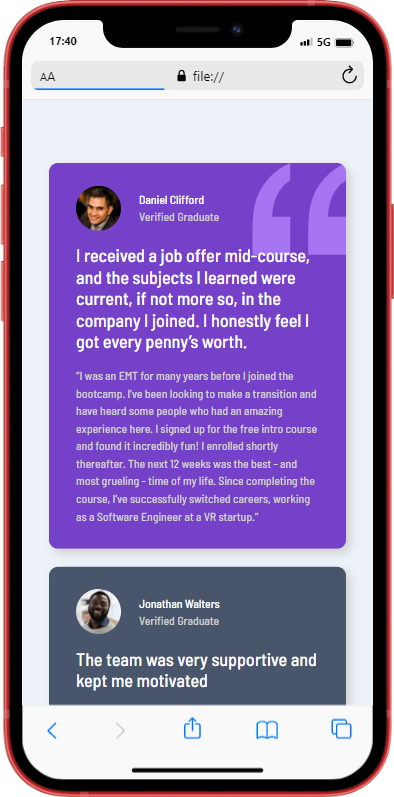 17:40
5G
AA
file://
Daniel Clifford
Verified Graduate
I received a job offer mid-course,
and the subjects I learned were
current, if not more so, in the
company I joined. I honestly feel I
got every penny’s worth.
“I was an EMT for many years before I joined the
bootcamp. I’ve been looking to make a transition and
have heard some people who had an amazing
experience here. I signed up for the free intro course
and found it incredibly fun! I enrolled shortly
thereafter. The next 12 weeks was the best - and
most grueling - time of my life. Since completing the
course, I’ve successfully switched careers, working
as a Software Engineer at a VR startup.”
Jonathan Walters
Verified Graduate
The team was very supportive and
kept me motivated